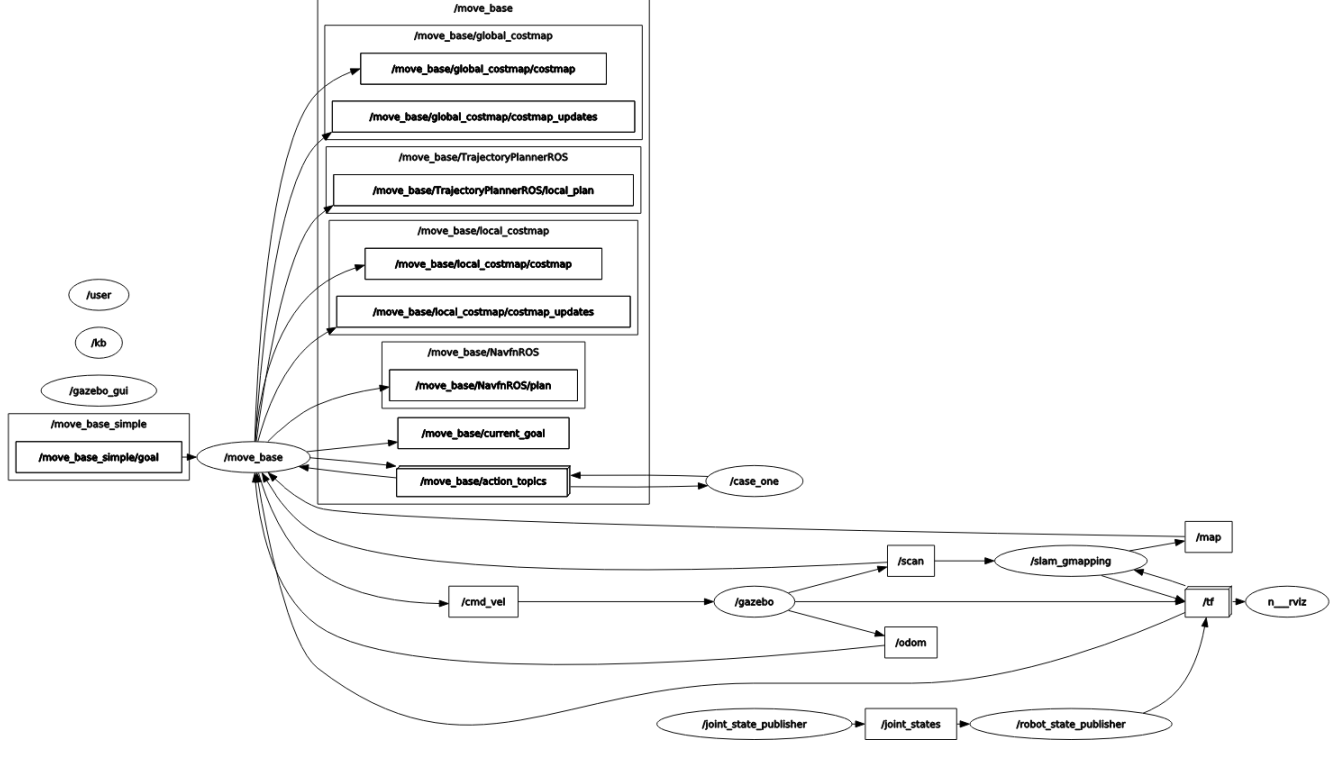 /move_base
/move_base/global_costmap
/move_base/global_costmap/costmap
/move_base/global_costmap/costmap_updates
/move_base/TrajectoryPlannerROS
/move_base/TrajectoryPlannerROS/local_plan
/move_base/local_costmap
/move_base/local_costmap/costmap
/move_base/local_costmap/costmap_updates
/move_base/NavfnROS
/move_base/NavfnROS/plan
/move_base/current_goal
/move_base/action_topics
/user
/kb
/gazebo_gui
/move_base_simple
/move_base_simple/goal
/move_base
/case_one
/map
/scan
/slam_gmapping
/cmd_vel
/gazebo
/tf
n___rviz
/odom
/joint_state_publisher
/joint_states
/robot_state_publisher